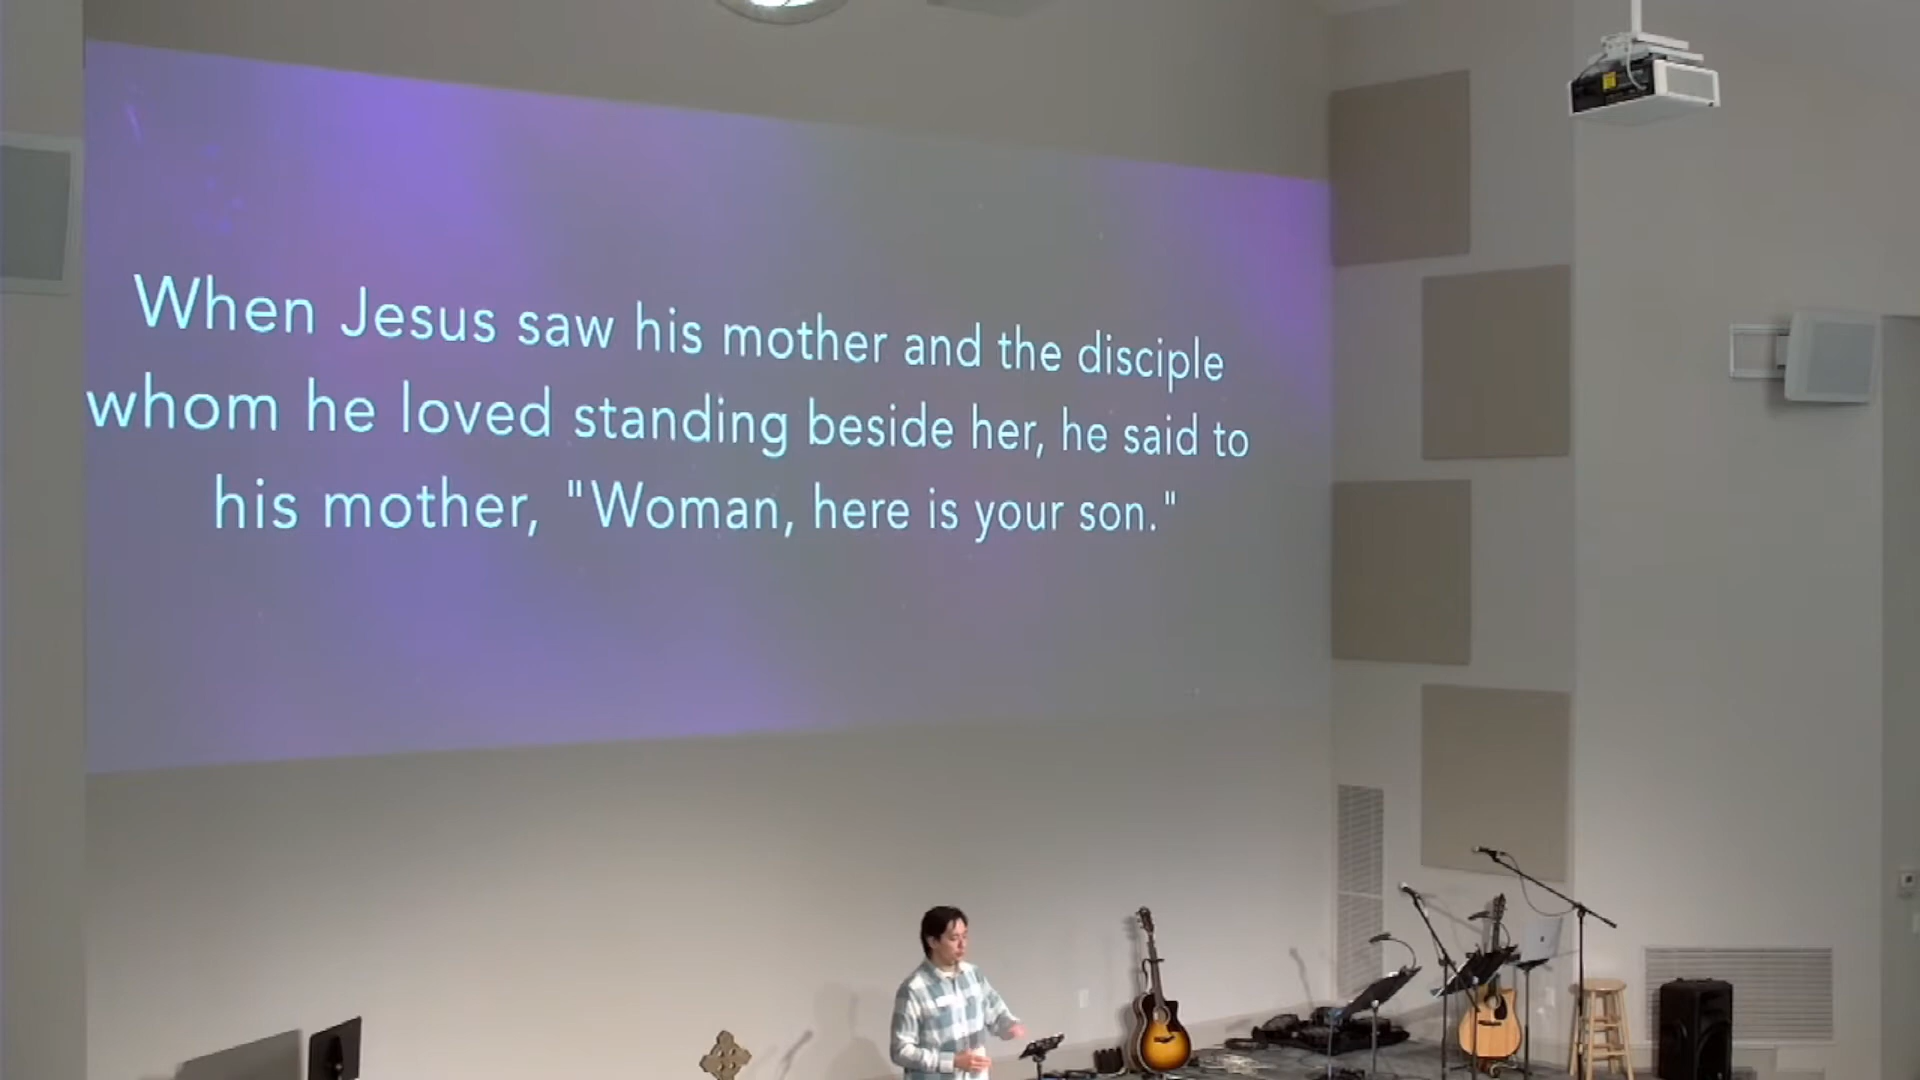 When Jesus saw his mother and the disciple
whom he loved standing beside her, he said to
his mother, "Woman, here is your son."